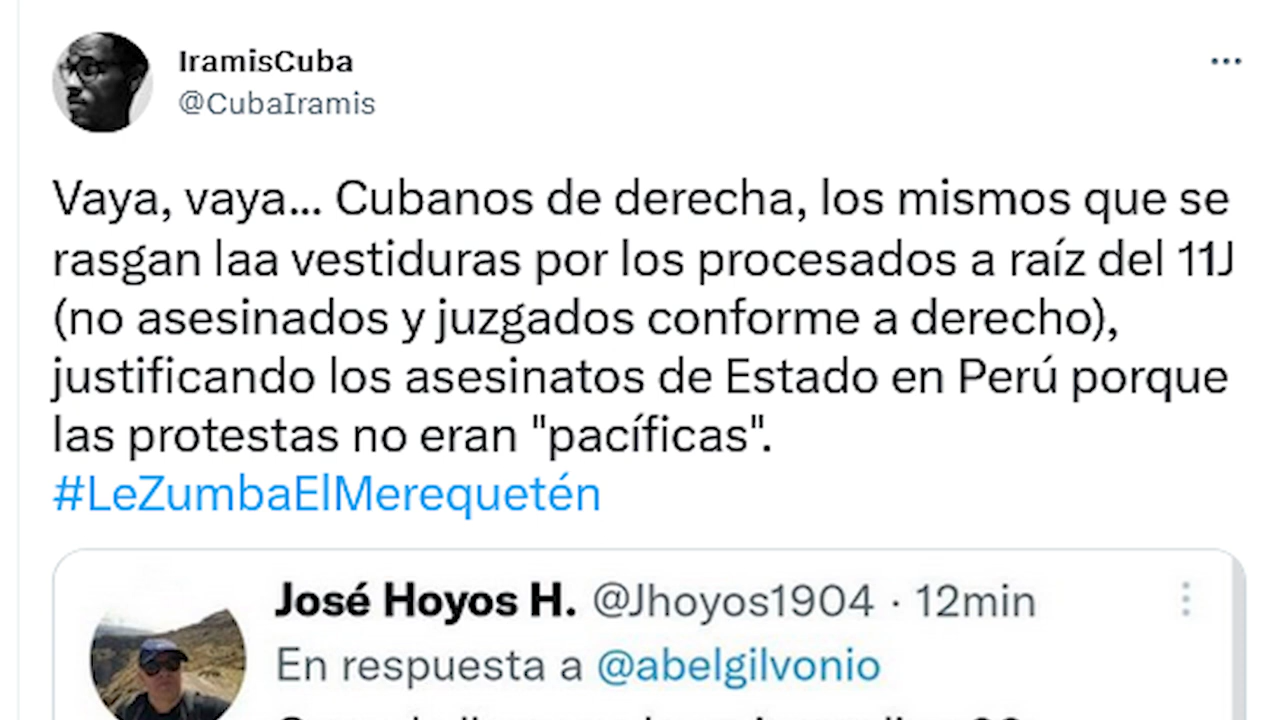 IramisCuba
@CubaIramis
Vaya, vaya... Cubanos de derecha, los mismos que se
rasgan laa vestiduras por los procesados a raíz del 11J
(no asesinados y juzgados conforme a derecho),
justificando los asesinatos de Estado en Perú porque
las protestas no eran "pacíficas".
#LeZumbaElMerequetén
José Hoyos H. @Jhoyos1904 · 12min
En respuesta a @abelgilvonio